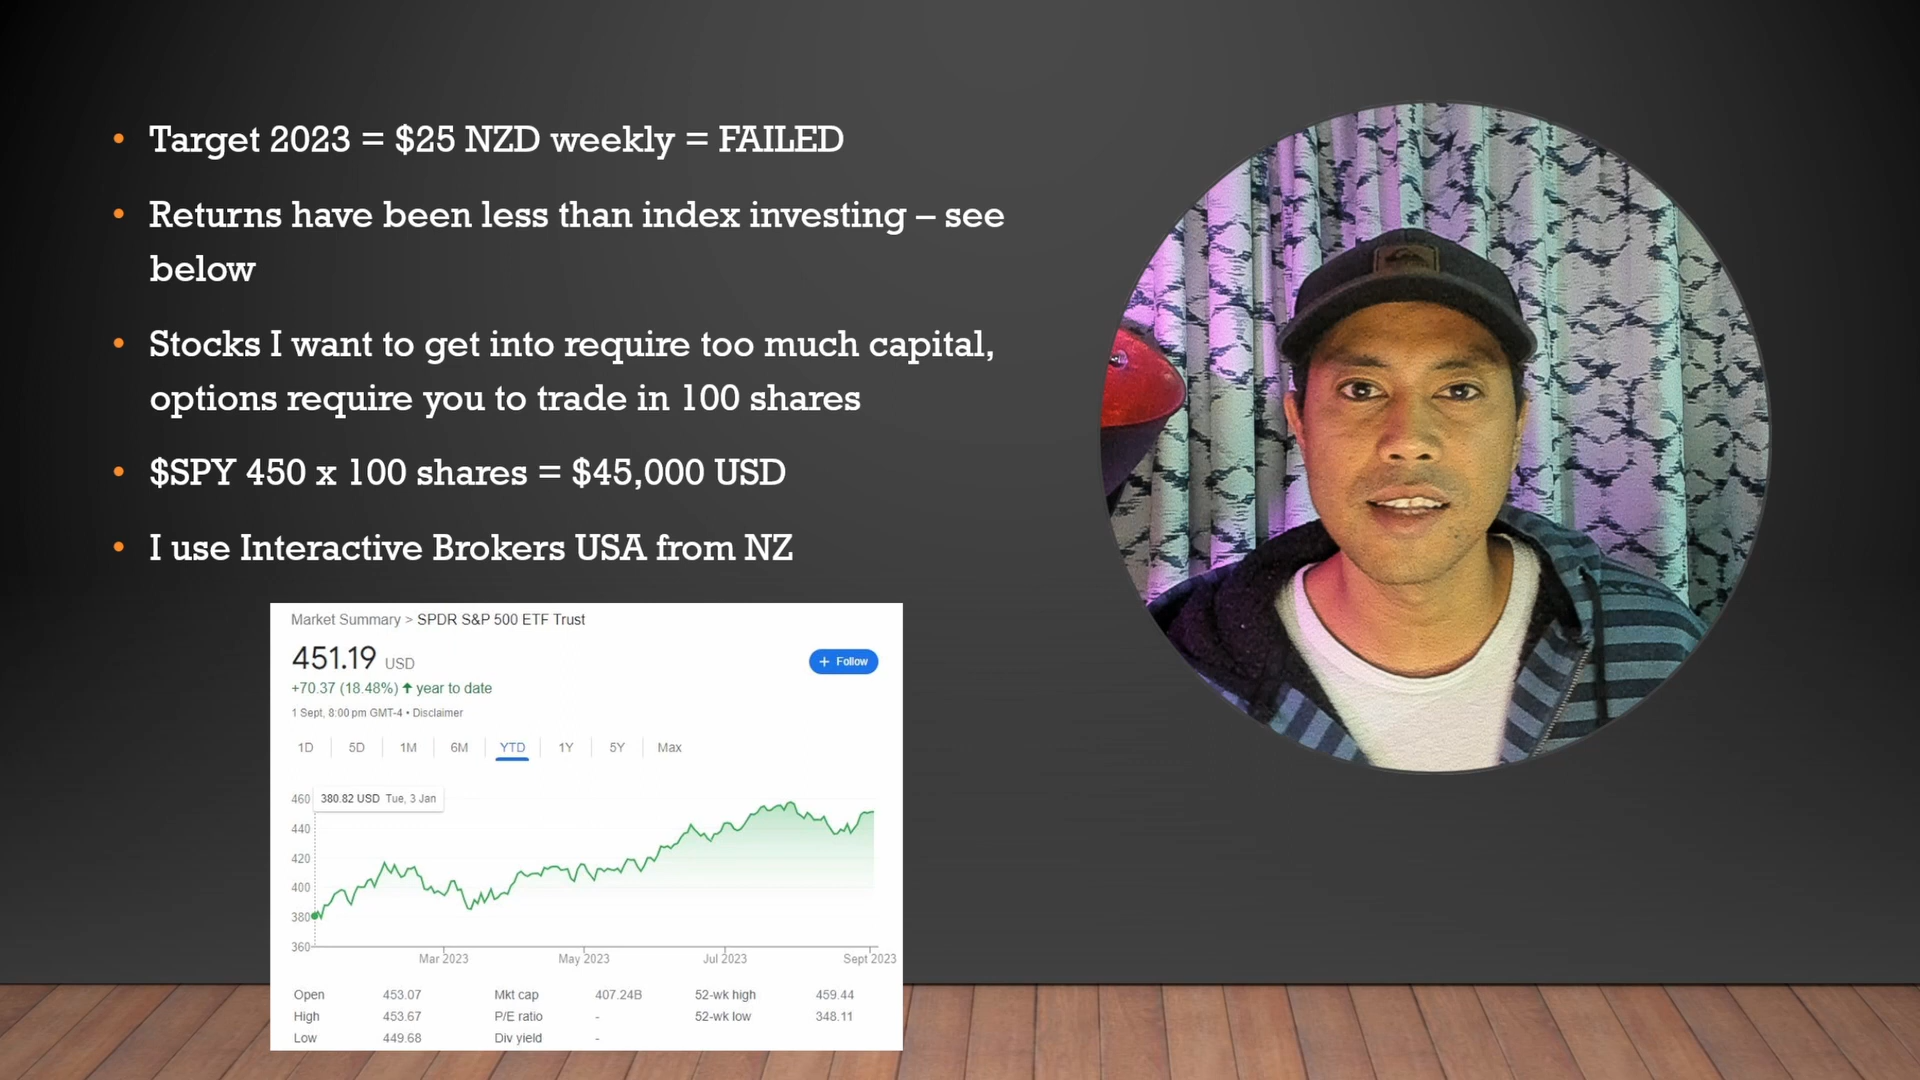 • Target 2023 = $25 NZD weekly = FAILED
• Returns have been less than index investing – see
below
• Stocks I want to get into require too much capital,
options require you to trade in 100 shares
• $SPY 450 x 100 shares = $45,000 USD
• I use Interactive Brokers USA from NZ
Market Summary > SPDR S&P 500 ETF Trust
451.19 USD
+ Follow
+70.37 (18.48%) ↑ year to date
1 Sept, 8:00 pm GMT-4 • Disclaimer
1D 5D 1M 6M YTD 1Y 5Y Max
460
380.82 USD Tue, 3 Jan
440
420
400
380
360
Mar 2023 May 2023 Jul 2023 Sept 2023
Open 453.07 Mkt cap 407.24B 52-wk high 459.44
High 453.67 P/E ratio - 52-wk low 348.11
Low 449.68 Div yield -